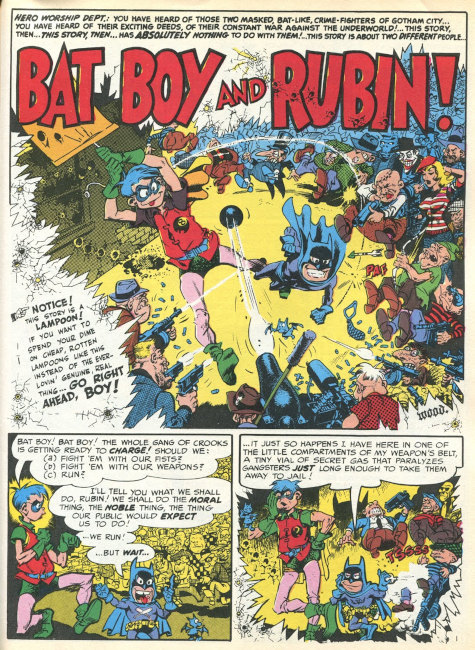 HERO WORSHIP DEPT.: YOU HAVE HEARD OF THOSE TWO MASKED, BAT-LIKE, CRIME-FIGHTERS OF GOTHAM CITY...
YOU HAVE HEARD OF THEIR EXCITING DEEDS, OF THEIR CONSTANT WAR AGAINST THE UNDERWORLD!...THIS STORY,
THEN...THIS STORY, THEN... HAS ABSOLUTELY NOTHING TO DO WITH THEM!...THIS STORY IS ABOUT TWO DIFFERENT PEOPLE...
BAT BOY AND RUBIN!
NOTICE!
THIS STORY IS A
LAMPOON!
IF YOU WANT TO
SPEND YOUR DIME
ON CHEAP, ROTTEN
LAMPOONS LIKE THIS
INSTEAD OF THE EVER-
LOVIN' GENUINE, REAL
THING... GO RIGHT
AHEAD, BOY!
PAF
wood.
BAT BOY! BAT BOY! THE WHOLE GANG OF CROOKS
IS GETTING READY TO CHARGE! SHOULD WE:
(a) FIGHT 'EM WITH OUR FISTS?
(b) FIGHT 'EM WITH OUR WEAPONS?
(c) RUN?
I'LL TELL YOU WHAT WE SHALL
DO, RUBIN! WE SHALL DO THE MORAL
THING, THE NOBLE THING, THE THING
OUR PUBLIC WOULD EXPECT
US TO DO!
...WE RUN!
...BUT WAIT...
...IT JUST SO HAPPENS I HAVE HERE IN ONE OF
THE LITTLE COMPARTMENTS OF MY WEAPON'S BELT,
A TINY VIAL OF SECRET GAS THAT PARALYZES
GANGSTERS JUST LONG ENOUGH TO TAKE THEM
AWAY TO JAIL!
TSSSS
1